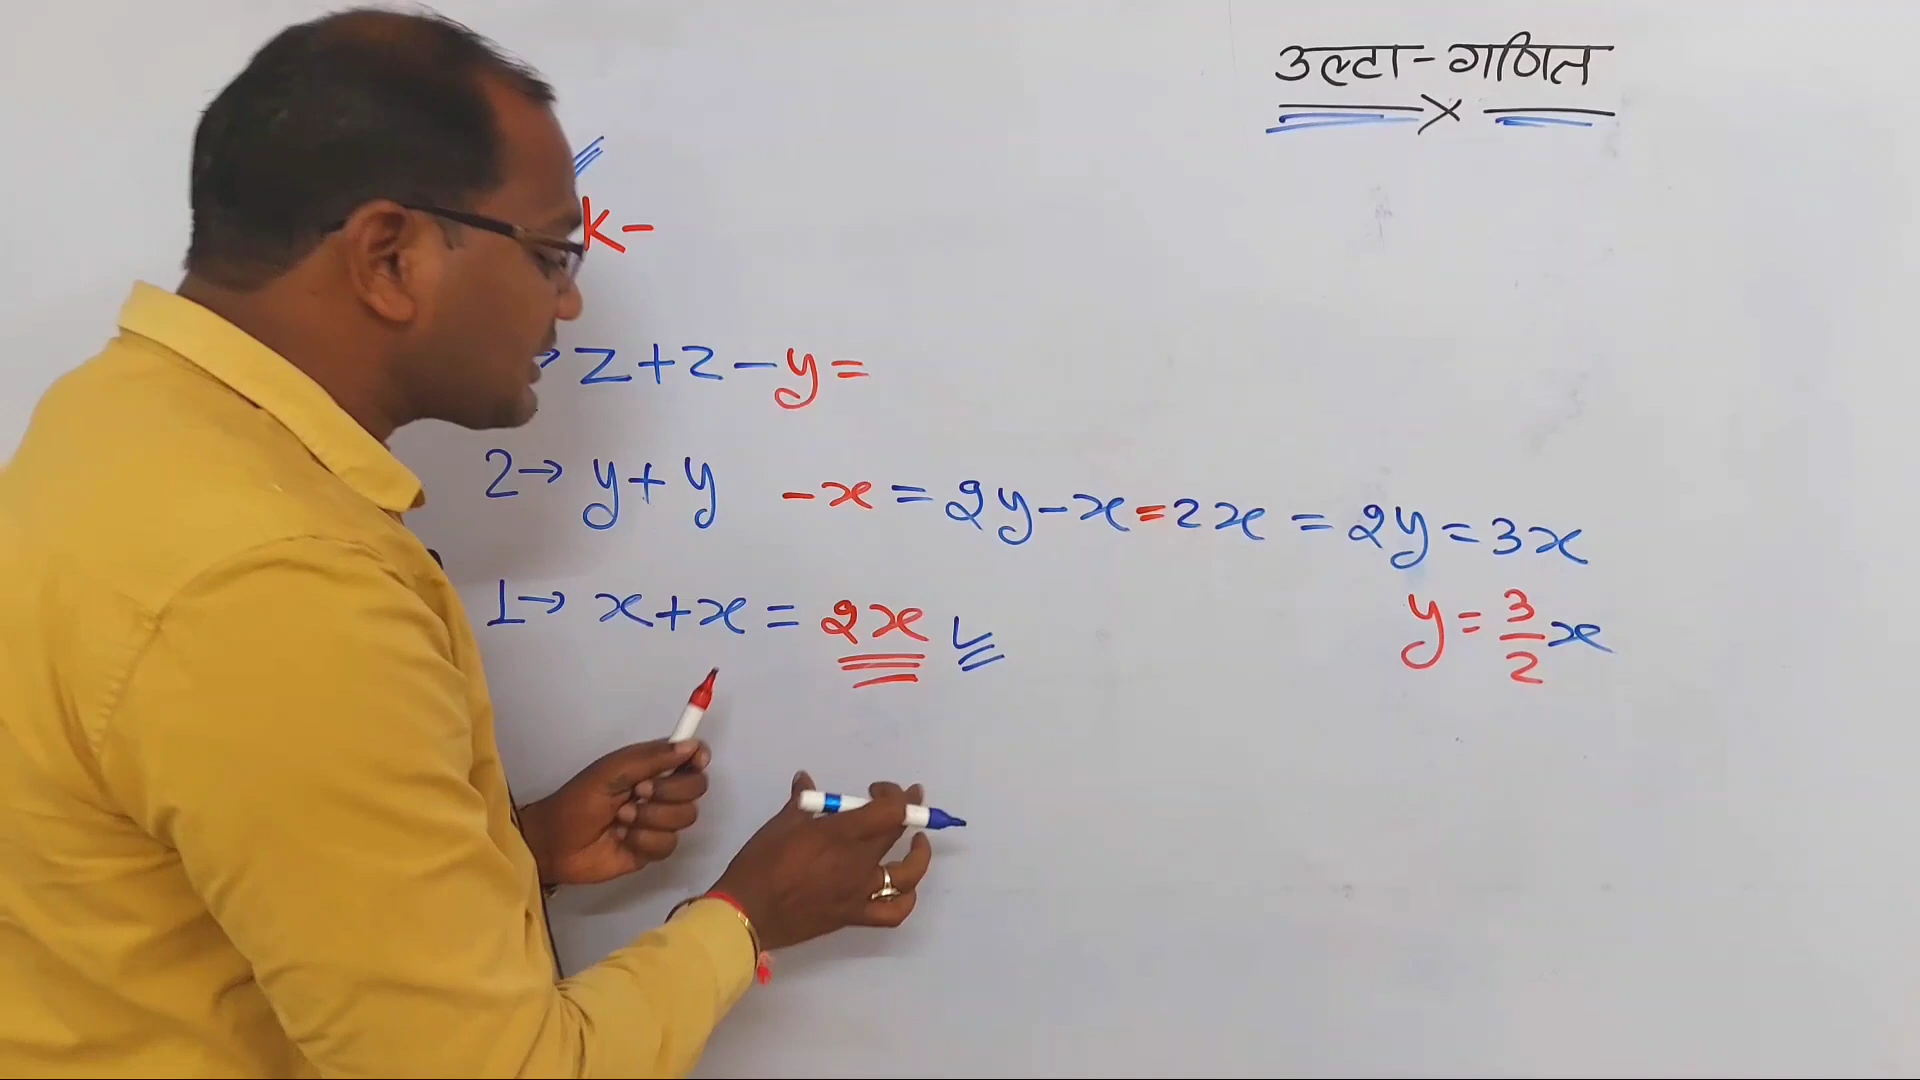 उल्टा-गणित
K-
→ Z+Z-y=
2→ y+y -x = 2y-x=2x = 2y=3x
1→ x+x = 2x
y = 3/2 x